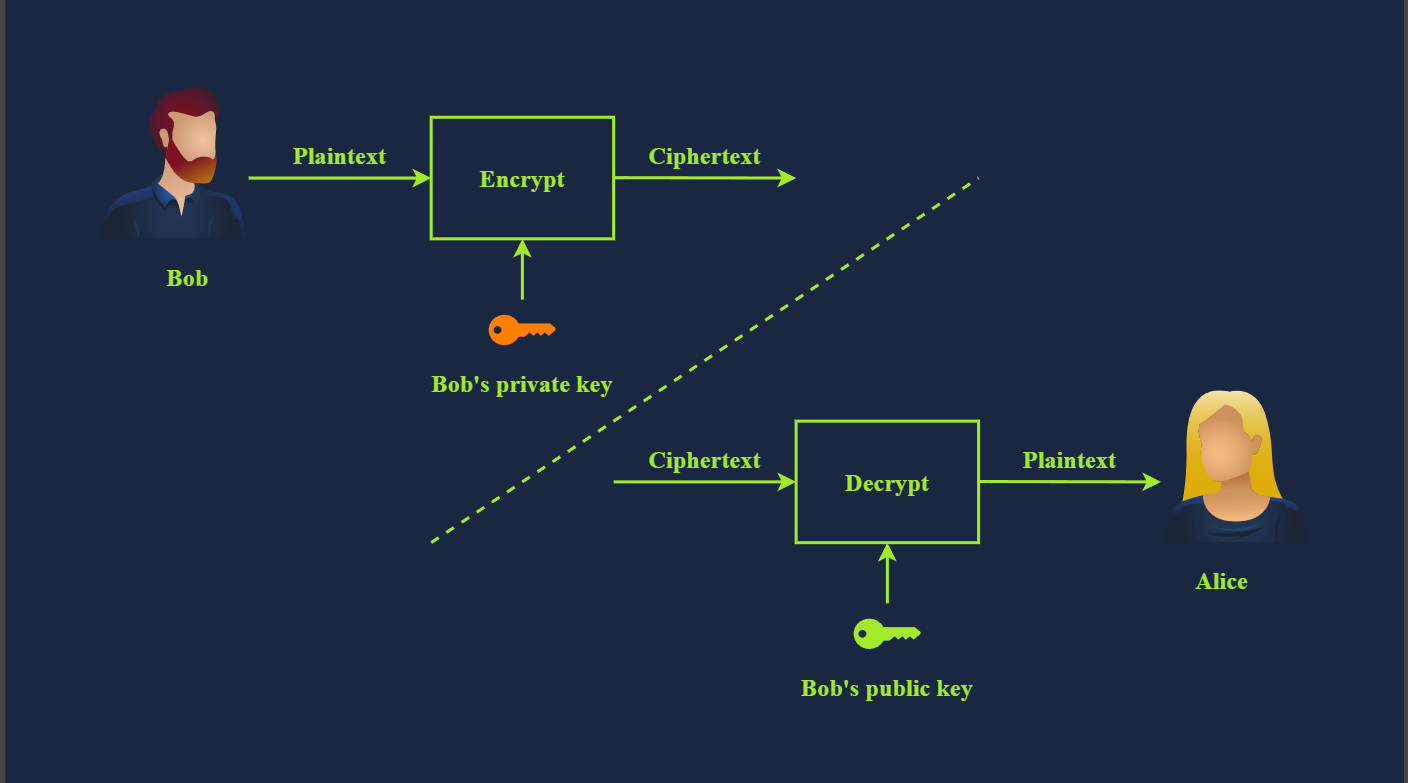 Plaintext
Encrypt
Ciphertext
Bob
Bob's private key
Ciphertext
Decrypt
Plaintext
Alice
Bob's public key